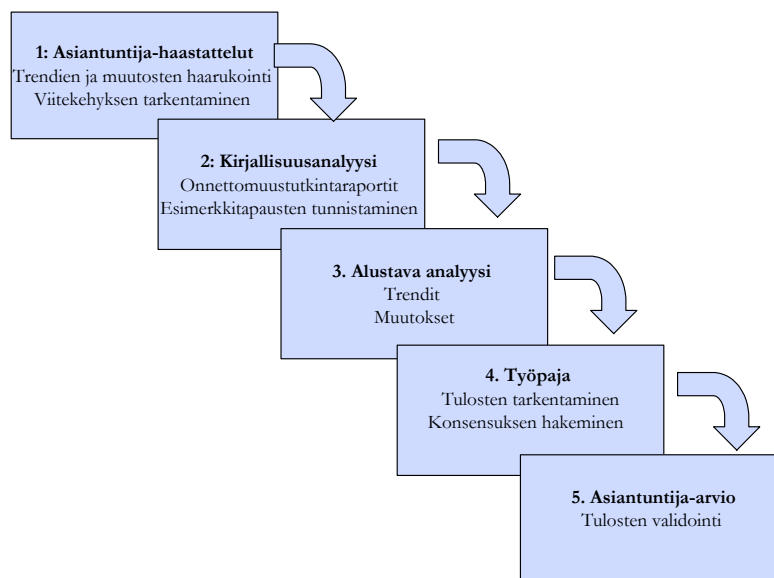 1: Asiantuntija-haastattelut
Trendien ja muutosten haarukointi
Viitekehyksen tarkentaminen
2: Kirjallisuusanalyysi
Onnettomuustutkintaraportit
Esimerkkitapausten tunnistaminen
3. Alustava analyysi
Trendit
Muutokset
4. Työpaja
Tulosten tarkentaminen
Konsensuksen hakeminen
5. Asiantuntija-arvio
Tulosten validointi